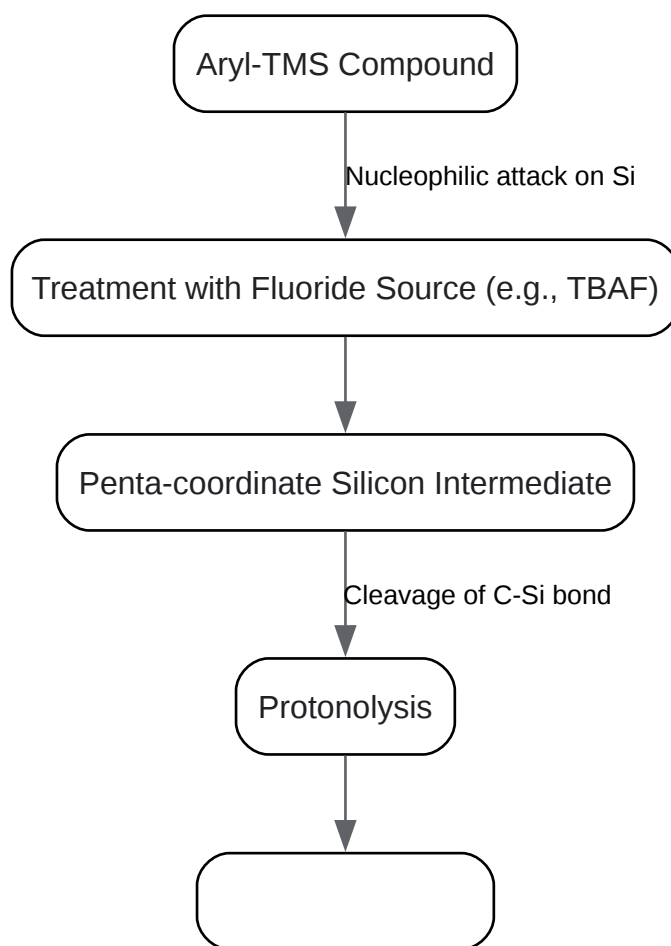 Aryl-TMS Compound
Nucleophilic attack on Si
Treatment with Fluoride Source (e.g., TBAF)
Penta-coordinate Silicon Intermediate
Cleavage of C-Si bond
Protonolysis